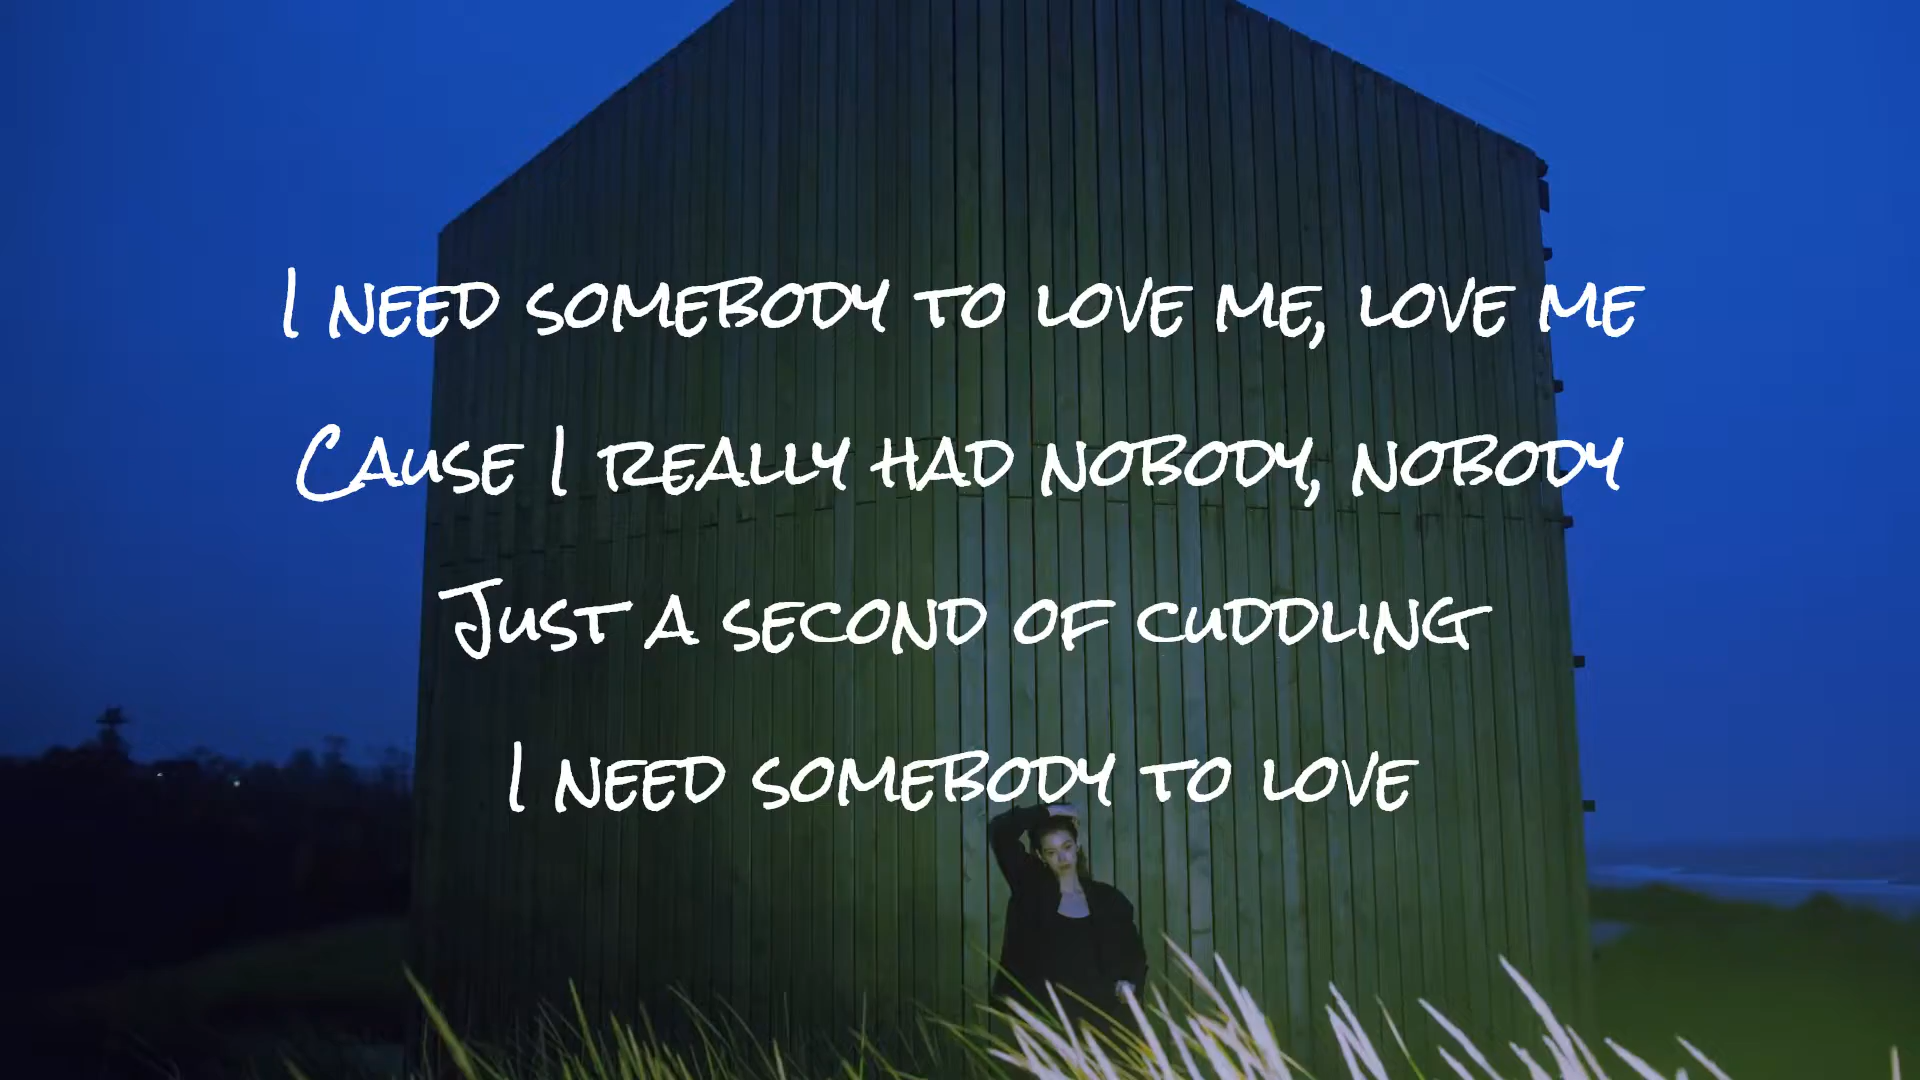 I need somebody to love me, love me
Cause I really had nobody, nobody
Just a second of cuddling
I need somebody to love